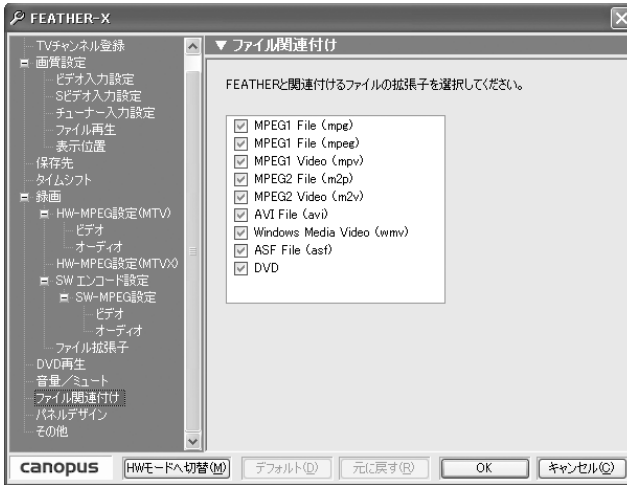 FEATHER-X
TVチャンネル登録
画質設定
ビデオ入力設定
Sビデオ入力設定
チューナー入力設定
ファイル再生
表示位置
保存先
タイムシフト
録画
HW-MPEG設定(MTV)
ビデオ
オーディオ
HW-MPEG設定(MTVX)
SW エンコード設定
SW-MPEG設定
ビデオ
オーディオ
ファイル拡張子
DVD再生
音量／ミュート
ファイル関連付け
パネルデザイン
その他
▼ ファイル関連付け
FEATHERと関連付けるファイルの拡張子を選択してください。
MPEG1 File (mpg)
MPEG1 File (mpeg)
MPEG1 Video (mpv)
MPEG2 File (m2p)
MPEG2 Video (m2v)
AVI File (avi)
Windows Media Video (wmv)
ASF File (asf)
DVD
canopus
HWモードへ切替(M)
デフォルト(D)
元に戻す(R)
OK
キャンセル(C)